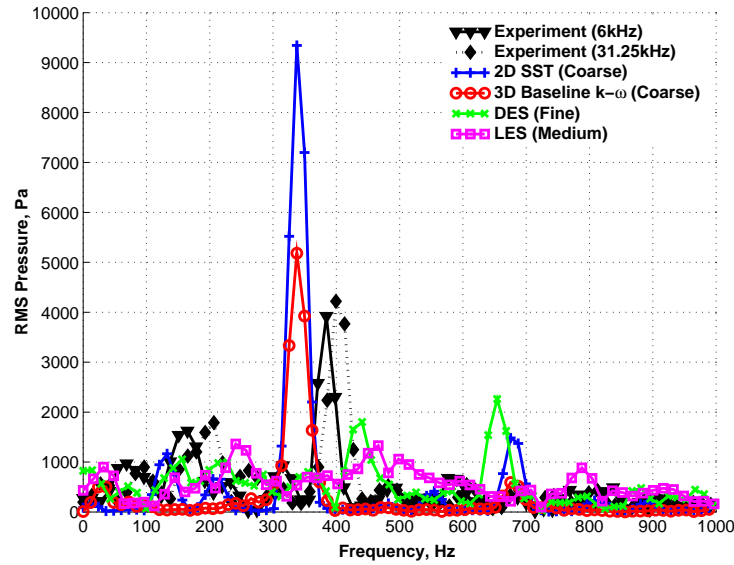 Experiment (6kHz)
Experiment (31.25kHz)
2D SST (Coarse)
3D Baseline k-ω (Coarse)
DES (Fine)
LES (Medium)
10000
9000
8000
7000
6000
5000
4000
3000
2000
1000
0
RMS Pressure, Pa
0 100 200 300 400 500 600 700 800 900 1000
Frequency, Hz